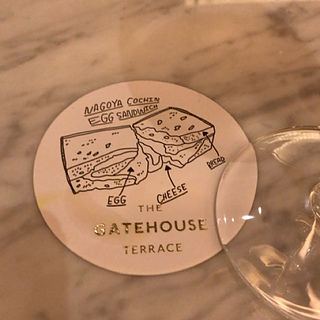 NAGOYA COCHIN
EGG SANDWICH
BREAD
EGG
CHEESE
THE
GATEHOUSE
TERRACE